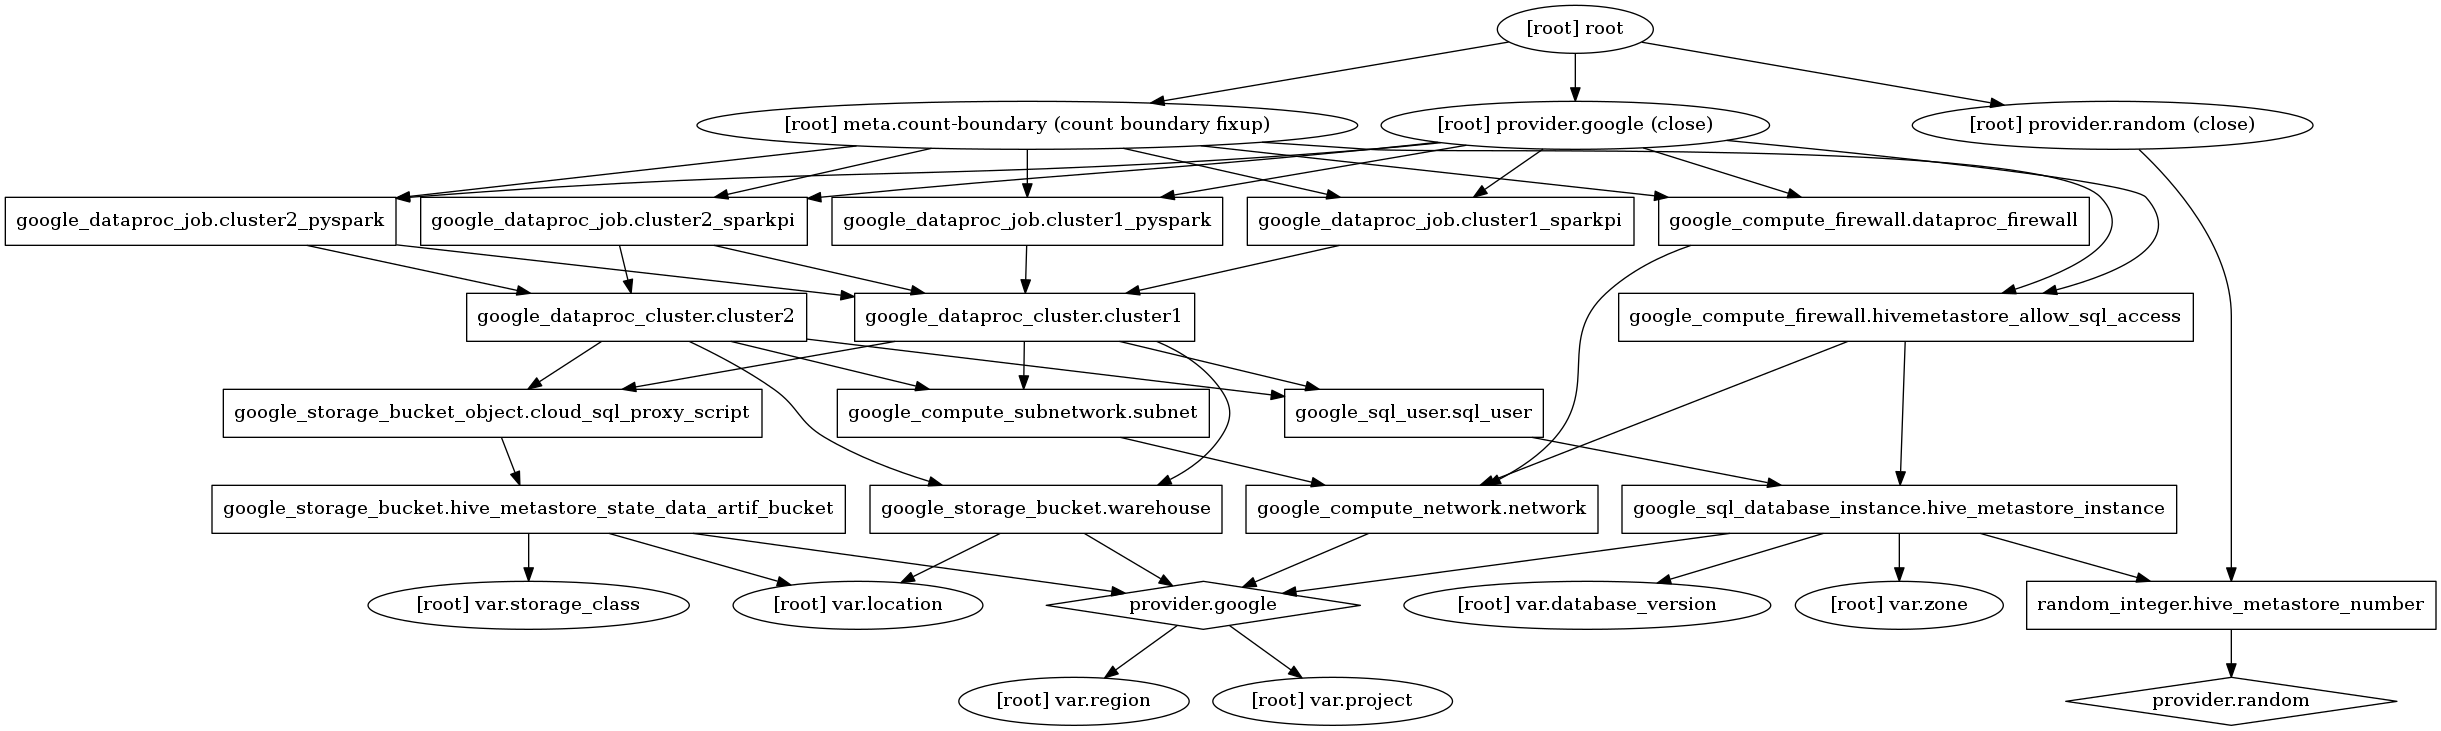 [root] root
[root] meta.count-boundary (count boundary fixup)
[root] provider.google (close)
[root] provider.random (close)
google_dataproc_job.cluster2_pyspark
google_dataproc_job.cluster2_sparkpi
google_dataproc_job.cluster1_pyspark
google_dataproc_job.cluster1_sparkpi
google_compute_firewall.dataproc_firewall
google_dataproc_cluster.cluster2
google_dataproc_cluster.cluster1
google_compute_firewall.hivemetastore_allow_sql_access
google_storage_bucket_object.cloud_sql_proxy_script
google_compute_subnetwork.subnet
google_sql_user.sql_user
google_storage_bucket.hive_metastore_state_data_artif_bucket
google_storage_bucket.warehouse
google_compute_network.network
google_sql_database_instance.hive_metastore_instance
[root] var.storage_class
[root] var.location
provider.google
[root] var.database_version
[root] var.zone
random_integer.hive_metastore_number
[root] var.region
[root] var.project
provider.random